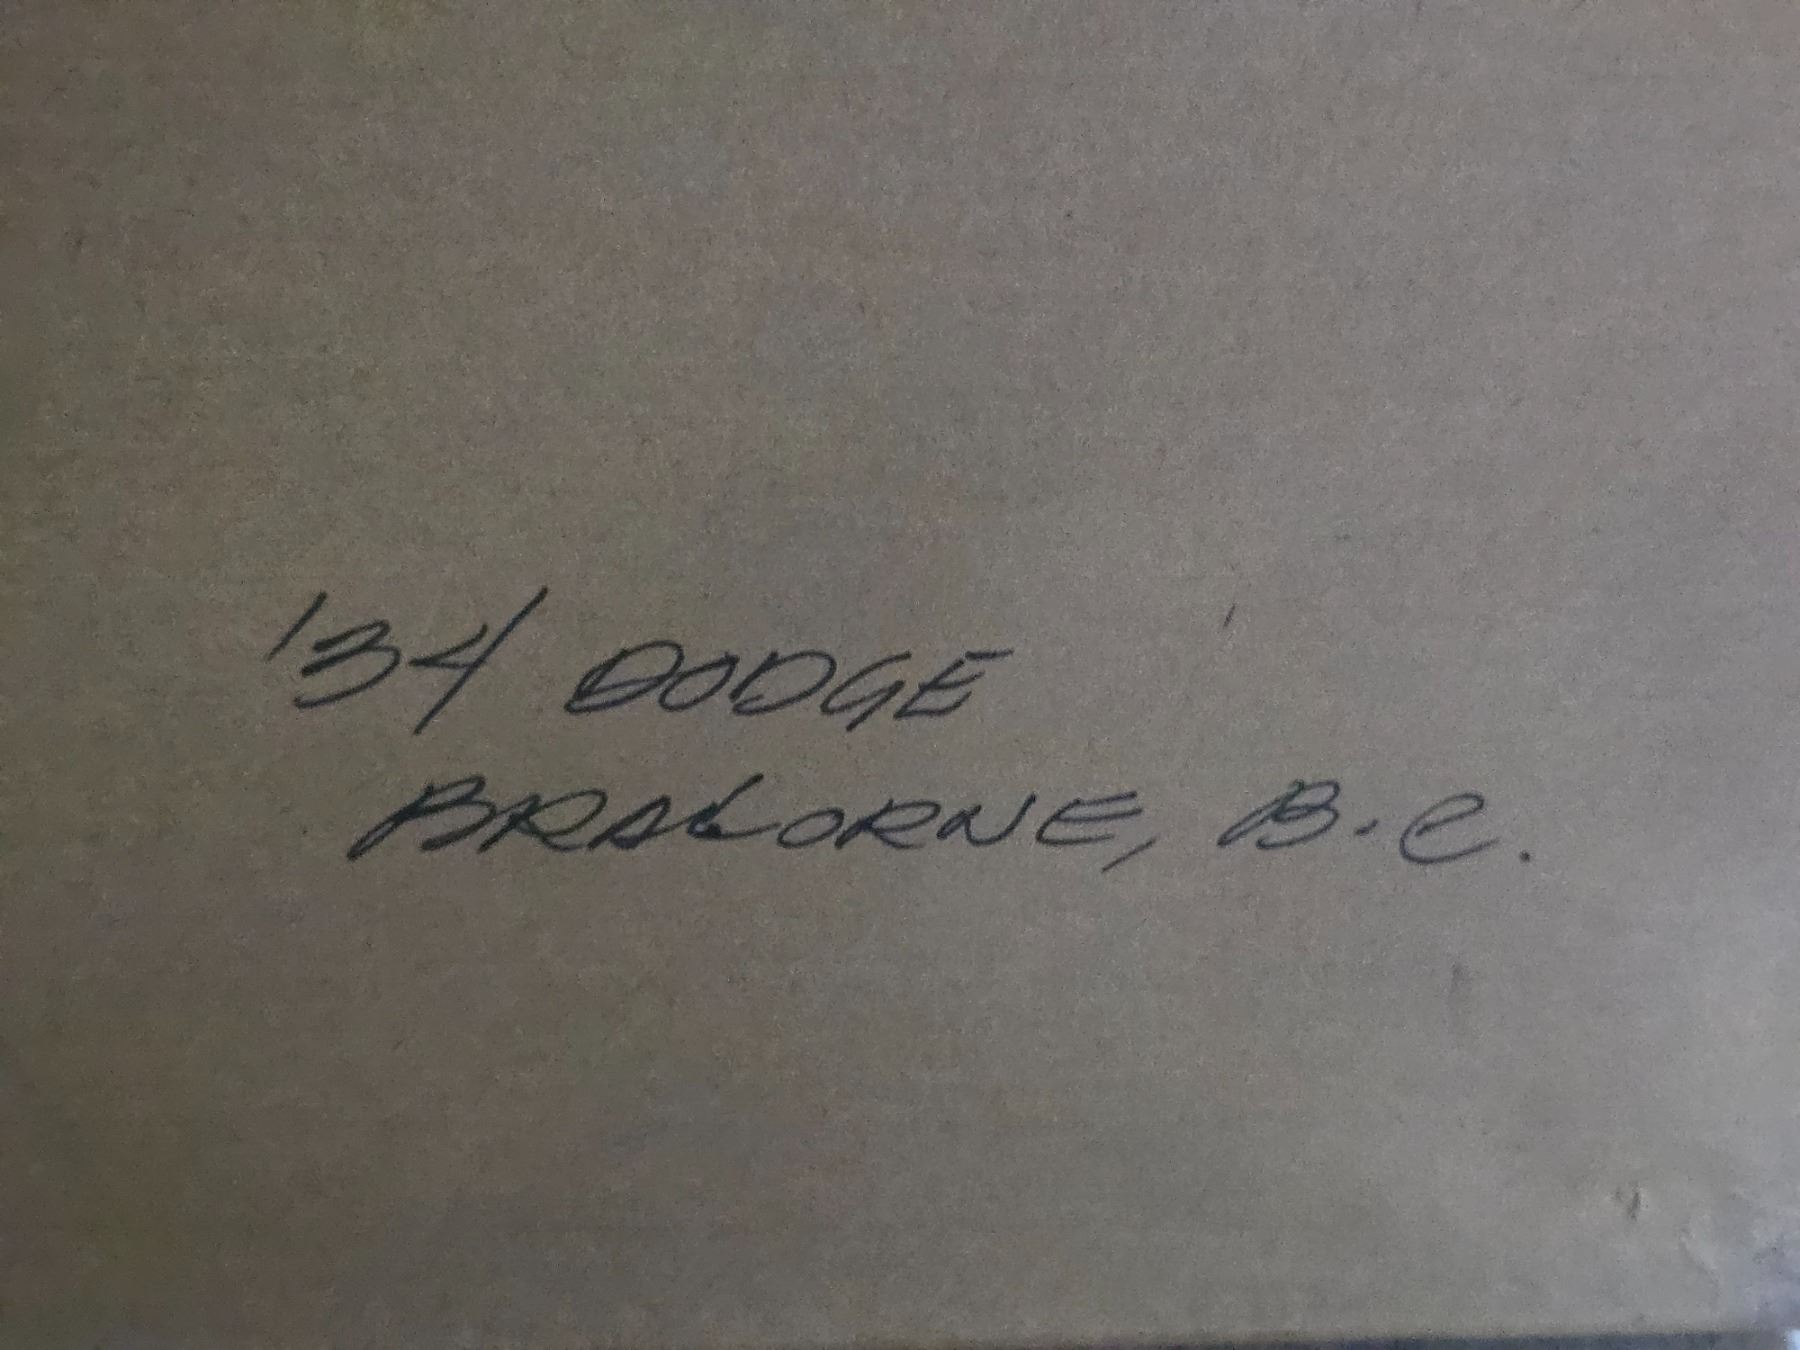 '34 DODGE
BRALORNE, B.C.